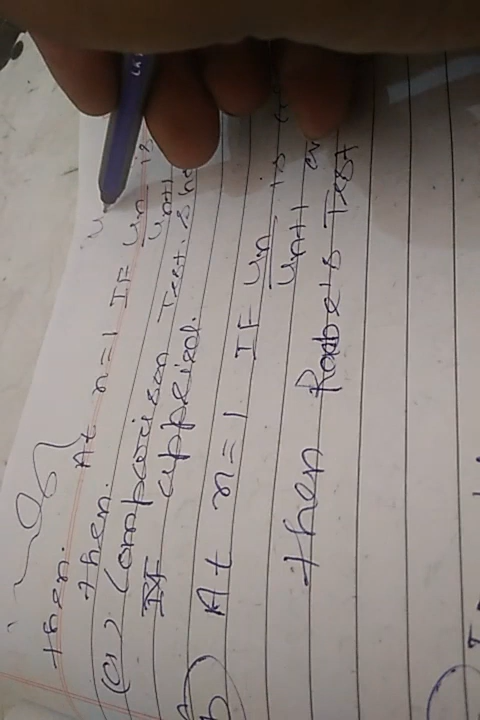 then.
At n=1 IF un is
then. un+1
(a) Comparison Test. Sho
IF applied.
b) At n=1 IF un is
un+1
then Raabe's Test